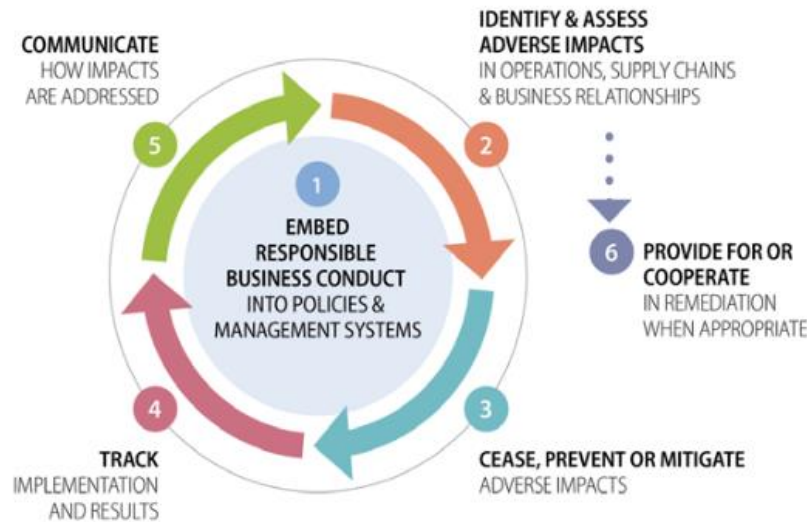 1
EMBED
RESPONSIBLE
BUSINESS CONDUCT
INTO POLICIES &
MANAGEMENT SYSTEMS
2
IDENTIFY & ASSESS
ADVERSE IMPACTS
IN OPERATIONS, SUPPLY CHAINS
& BUSINESS RELATIONSHIPS
3
CEASE, PREVENT OR MITIGATE
ADVERSE IMPACTS
4
TRACK
IMPLEMENTATION
AND RESULTS
5
COMMUNICATE
HOW IMPACTS
ARE ADDRESSED
6
PROVIDE FOR OR
COOPERATE
IN REMEDIATION
WHEN APPROPRIATE